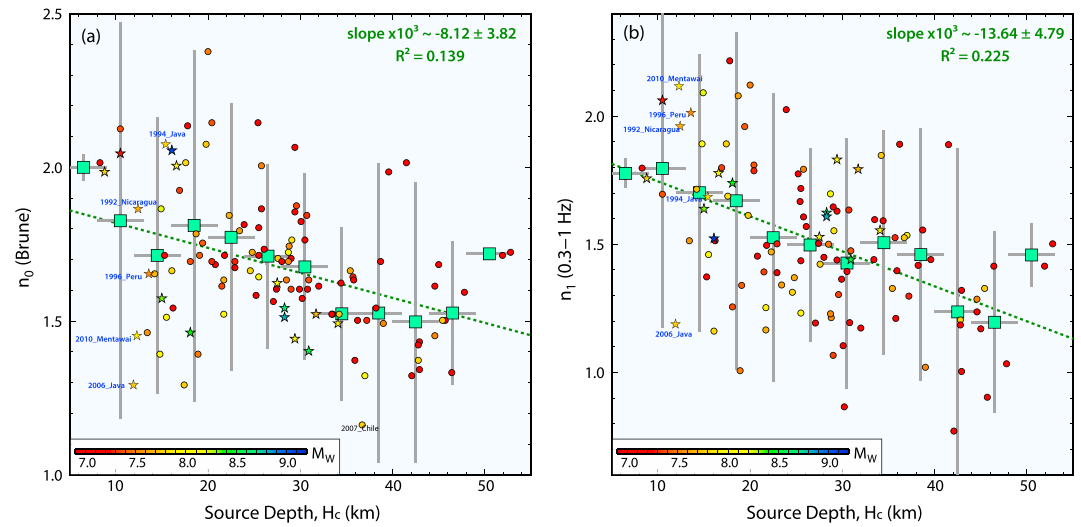 (a)
slope x10³ ~ -8.12 ± 3.82
R² = 0.139
1994_Java
1992_Nicaragua
1996_Peru
2010_Mentawai
2006_Java
2007_Chile
2.5
2.0
1.5
1.0
n₀ (Brune)
7.0 7.5 8.0 8.5 9.0 Mw
10 20 30 40 50
Source Depth, Hc (km)
(b)
slope x10³ ~ -13.64 ± 4.79
R² = 0.225
2010_Mentawai
1996_Peru
1992_Nicaragua
1994_Java
2006_Java
2.0
1.5
1.0
n₁ (0.3–1 Hz)
7.0 7.5 8.0 8.5 9.0 Mw
10 20 30 40 50
Source Depth, Hc (km)